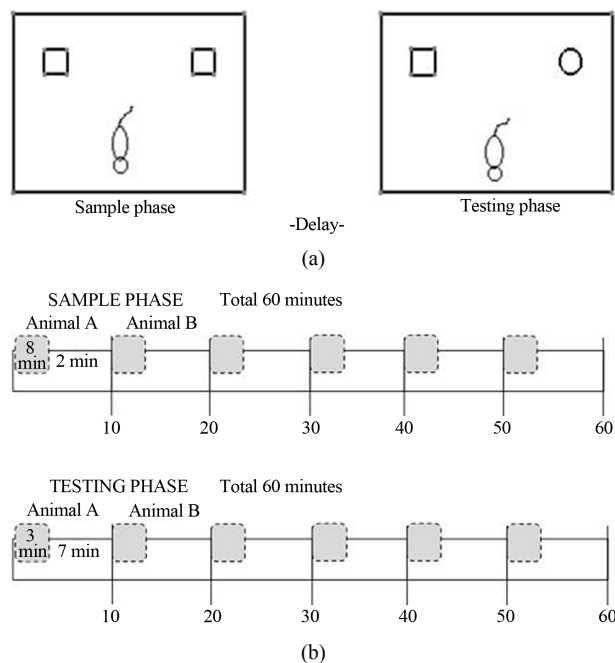 Sample phase
Testing phase
-Delay-
(a)
SAMPLE PHASE Total 60 minutes
Animal A Animal B
8
min 2 min
10 20 30 40 50 60
TESTING PHASE Total 60 minutes
Animal A Animal B
3
min 7 min
10 20 30 40 50 60
(b)